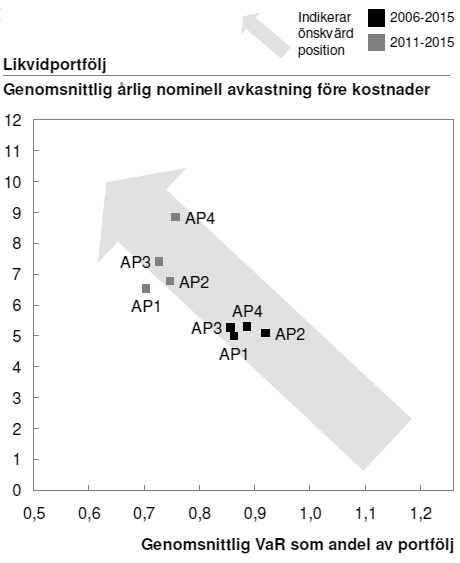 Indikerar
önskvärd
position
2006-2015
2011-2015
Likvidportfölj
Genomsnittlig årlig nominell avkastning före kostnader
12
11
10
9
8
7
6
5
4
3
2
1
0
AP4
AP3
AP2
AP1
AP4
AP3
AP2
AP1
0,5 0,6 0,7 0,8 0,9 1,0 1,1 1,2
Genomsnittlig VaR som andel av portfölj